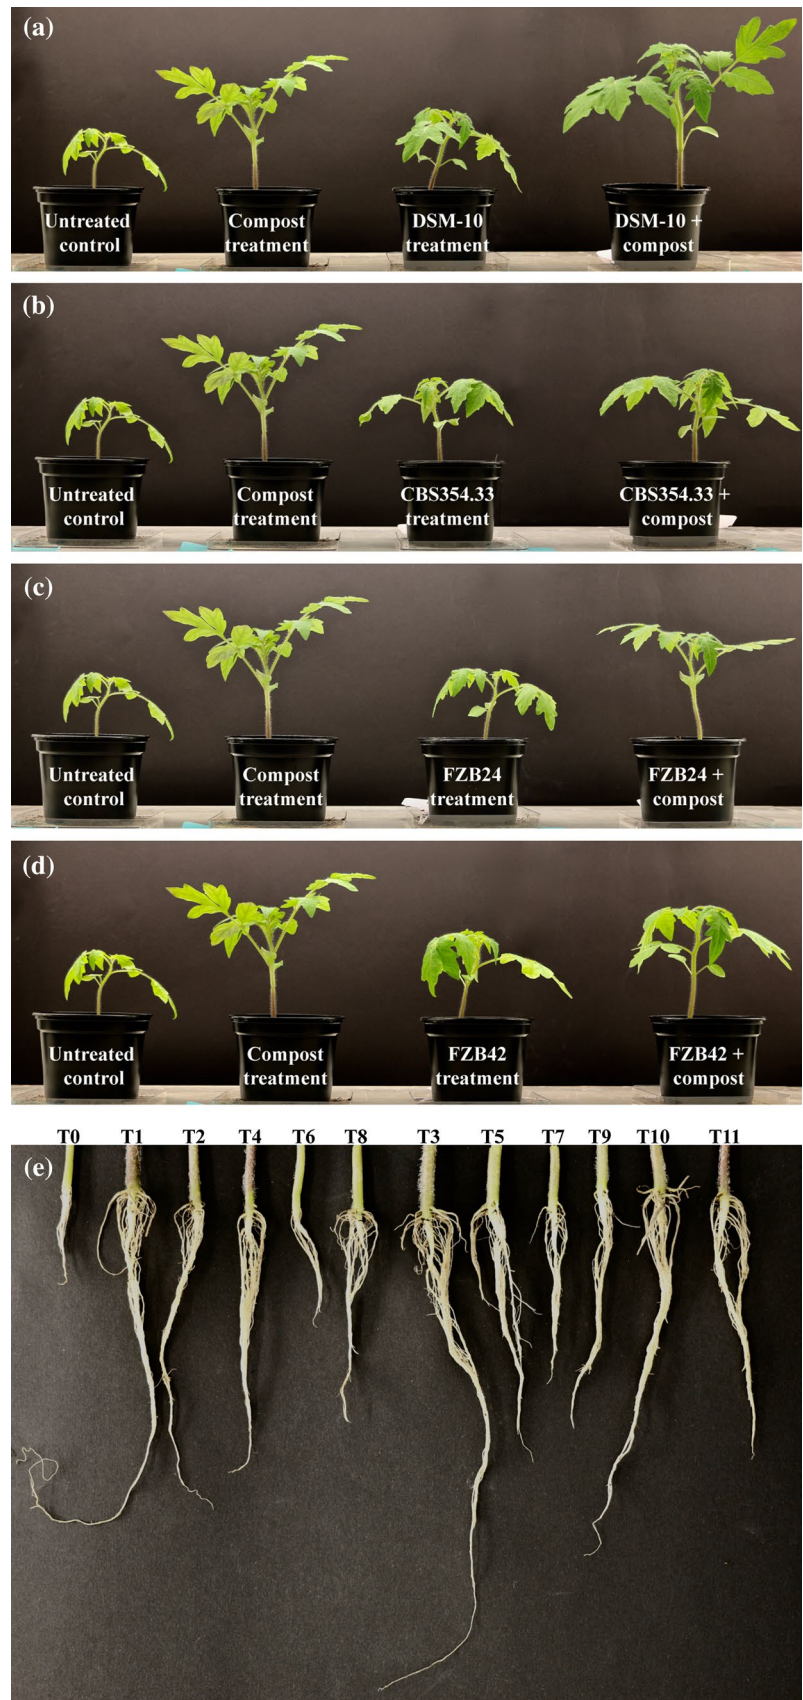 (a)
Untreated
control
Compost
treatment
DSM-10
treatment
DSM-10 +
compost
(b)
Untreated
control
Compost
treatment
CBS354.33
treatment
CBS354.33 +
compost
(c)
Untreated
control
Compost
treatment
FZB24
treatment
FZB24 +
compost
(d)
Untreated
control
Compost
treatment
FZB42
treatment
FZB42 +
compost
T0 T1 T2 T4 T6 T8 T3 T5 T7 T9 T10 T11
(e)